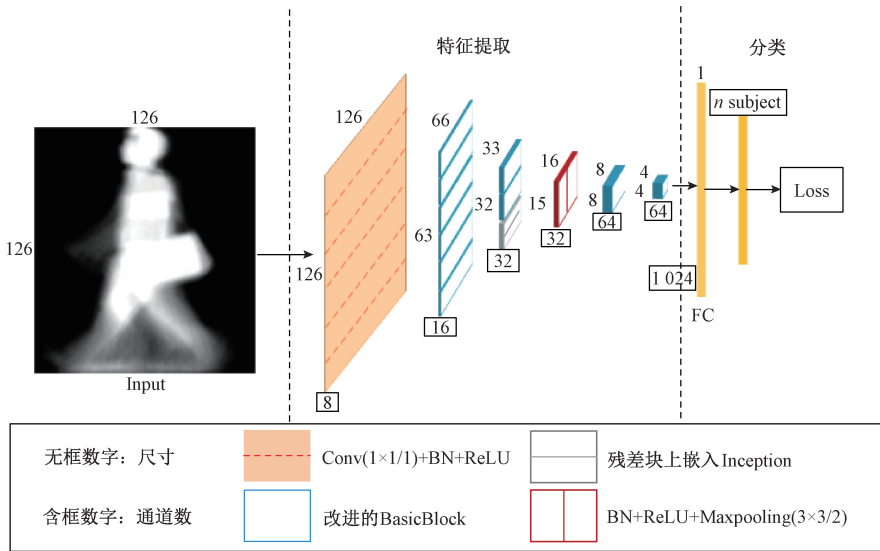 特征提取
分类
126
126
Input
126
126
8
66
63
16
33
32
32
16
15
32
8
8
64
4
4
64
1
1 024
FC
n subject
Loss
无框数字：尺寸
Conv(1×1/1)+BN+ReLU
残差块上嵌入Inception
含框数字：通道数
改进的BasicBlock
BN+ReLU+Maxpooling(3×3/2)